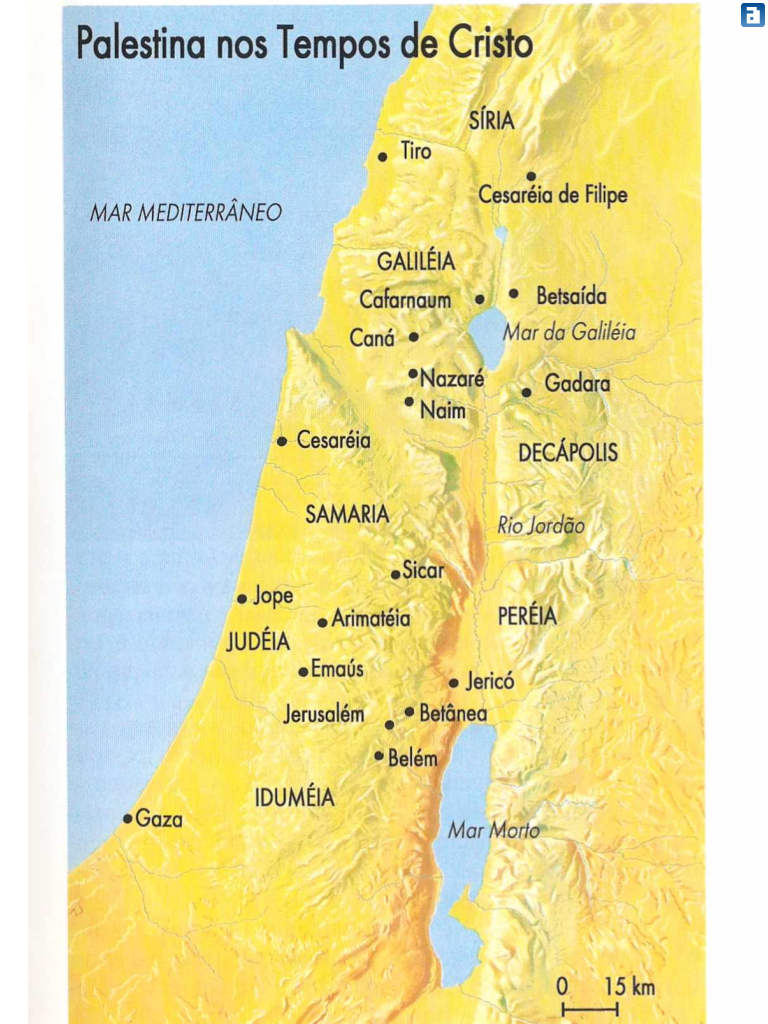 a
Palestina nos Tempos de Cristo
SÍRIA
Tiro
Cesaréia de Filipe
MAR MEDITERRÂNEO
GALILÉIA
Cafarnaum
Betsaída
Caná
Mar da Galiléia
Nazaré
Gadara
Naim
Cesaréia
DECÁPOLIS
SAMARIA
Rio Jordão
Sicar
Jope
Arimatéia
PERÉIA
JUDÉIA
Emaús
Jericó
Jerusalém
Betânea
Belém
IDUMÉIA
Gaza
Mar Morto
0 15 km